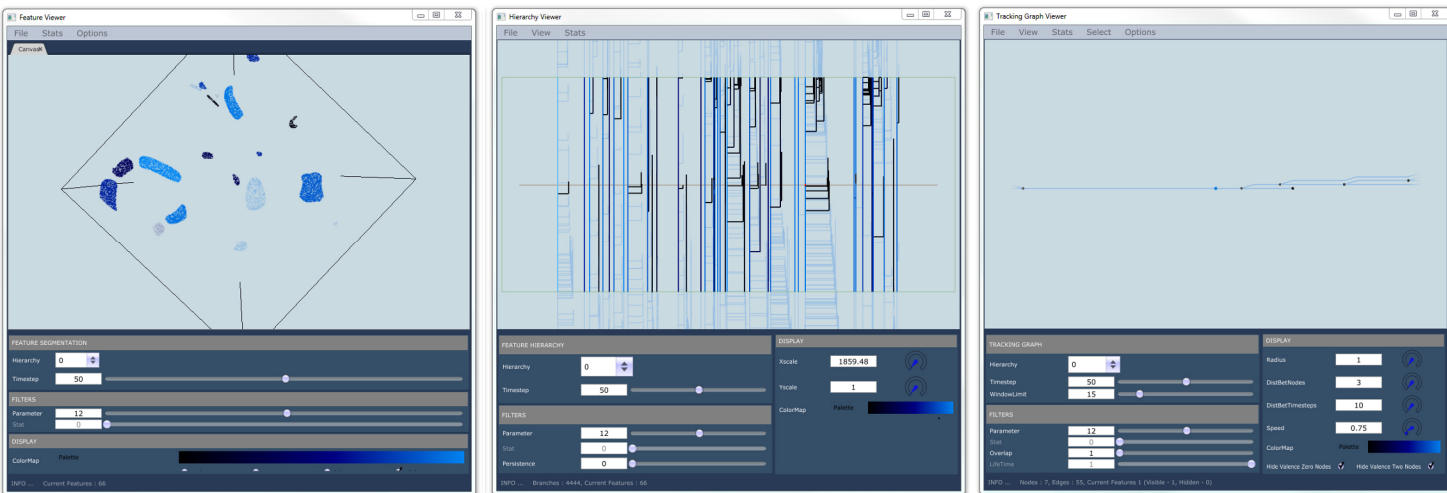 Feature Viewer
File Stats Options
Canvas
FEATURE SEGMENTATION
Hierarchy 0
Timestep 50
FILTERS
Parameter 12
Stat 0
DISPLAY
ColorMap Palette
INFO ... Current Features : 66
Hierarchy Viewer
File View Stats
FEATURE HIERARCHY
Hierarchy 0
Timestep 50
FILTERS
Parameter 12
Stat 0
Persistence 0
DISPLAY
Xscale 1859.48
Yscale 1
ColorMap Palette
INFO ... Branches : 4444, Current Features : 66
Tracking Graph Viewer
File View Stats Select Options
TRACKING GRAPH
Hierarchy 0
Timestep 50
WindowLimit 15
FILTERS
Parameter 12
Stat 0
Overlap 1
LifeTime 1
DISPLAY
Radius 1
DistBetNodes 3
DistBetTimesteps 10
Speed 0.75
ColorMap Palette
Hide Valence Zero Nodes Hide Valence Two Nodes
INFO ... Nodes : 7, Edges : 55, Current Features 1 (Visible - 1, Hidden - 0)